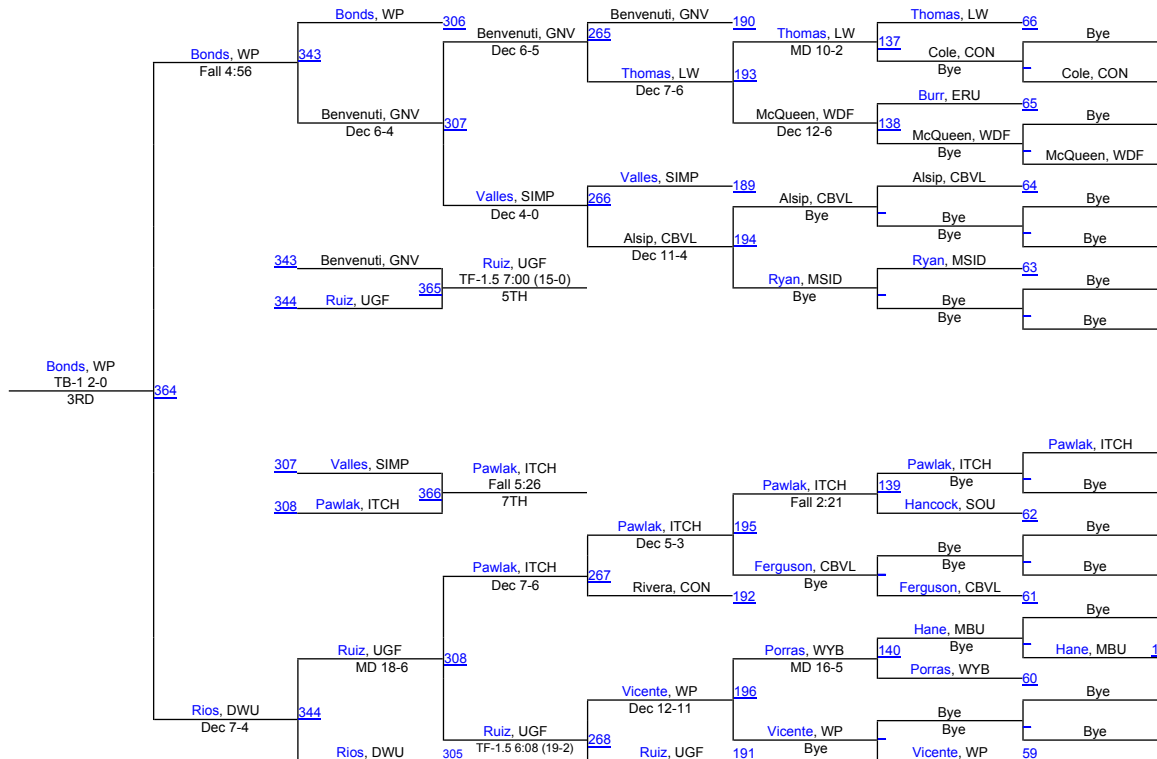 Bonds, WP
306
Benvenuti, GNV
190
Thomas, LW
66
Bye
Benvenuti, GNV
265
Dec 6-5
Thomas, LW
137
MD 10-2
Bonds, WP
343
Fall 4:56
Cole, CON
Bye
-
Cole, CON
Thomas, LW
193
Dec 7-6
Burr, ERU
65
Bye
Benvenuti, GNV
307
Dec 6-4
McQueen, WDF
138
Dec 12-6
McQueen, WDF
Bye
-
McQueen, WDF
Valles, SIMP
189
Alsip, CBVL
64
Bye
Valles, SIMP
266
Dec 4-0
Alsip, CBVL
Bye
-
Bye
Bye
-
Bye
Alsip, CBVL
194
Dec 11-4
343
Benvenuti, GNV
Ruiz, UGF
TF-1.5 7:00 (15-0)
5TH
365
344
Ruiz, UGF
Ryan, MSID
63
Bye
Ryan, MSID
Bye
-
Bye
Bye
-
Bye
Bonds, WP
TB-1 2-0
3RD
364
Pawlak, ITCH
307
Valles, SIMP
Pawlak, ITCH
Fall 5:26
7TH
366
308
Pawlak, ITCH
Pawlak, ITCH
Bye
-
Bye
Pawlak, ITCH
139
Fall 2:21
Hancock, SOU
62
Pawlak, ITCH
195
Dec 5-3
Bye
Bye
Bye
-
Bye
Pawlak, ITCH
267
Dec 7-6
Ferguson, CBVL
Bye
-
Rivera, CON
192
Ferguson, CBVL
61
Bye
Hane, MBU
Bye
-
Hane, MBU
1
Ruiz, UGF
308
MD 18-6
Porras, WYB
140
MD 16-5
Porras, WYB
60
Vicente, WP
196
Dec 12-11
Bye
Rios, DWU
344
Dec 7-4
Bye
Bye
-
Bye
Ruiz, UGF
268
TF-1.5 6:08 (19-2)
Vicente, WP
Bye
-
Rios, DWU
305
Ruiz, UGF
191
Vicente, WP
59